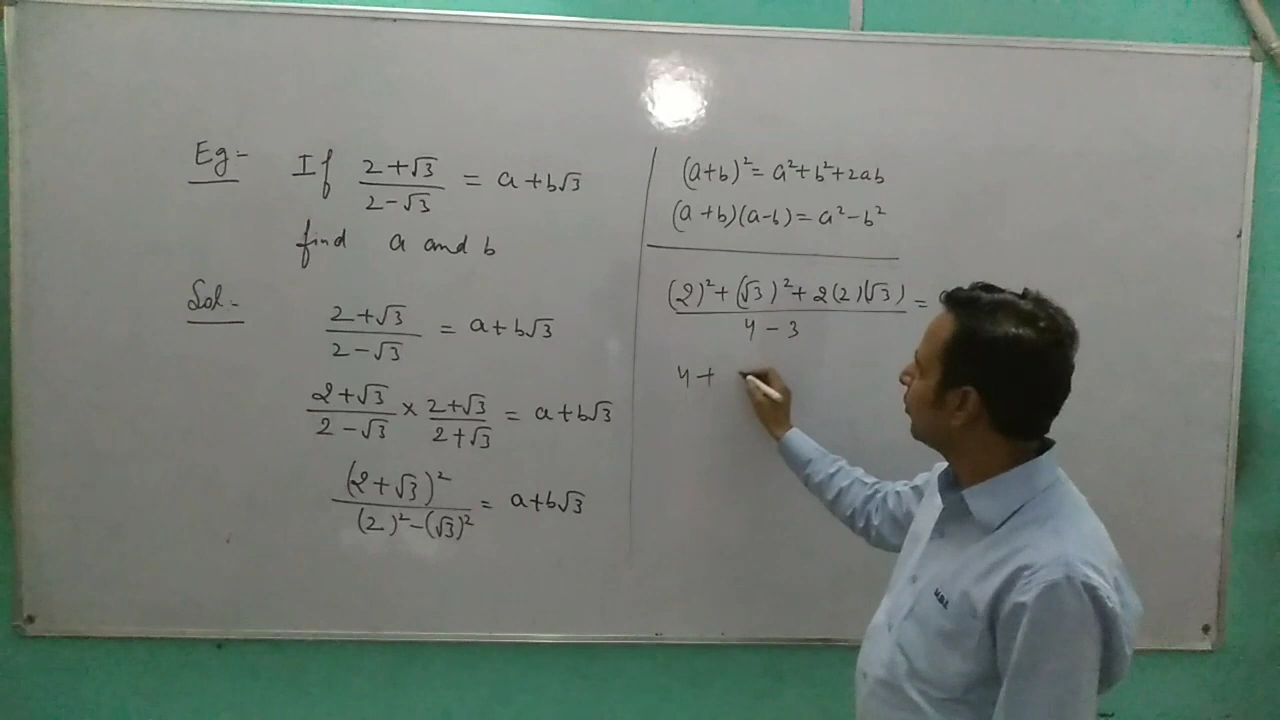 Eg:- If (2+√3)/(2-√3) = a+b√3
find a and b
Sol:-
(2+√3)/(2-√3) = a+b√3
(2+√3)/(2-√3) × (2+√3)/(2+√3) = a+b√3
(2+√3)²/((2)²-(√3)²) = a+b√3
(a+b)²= a²+b²+2ab
(a+b)(a-b)= a²-b²
((2)²+(√3)²+2(2)(√3))/(4-3) =
4+